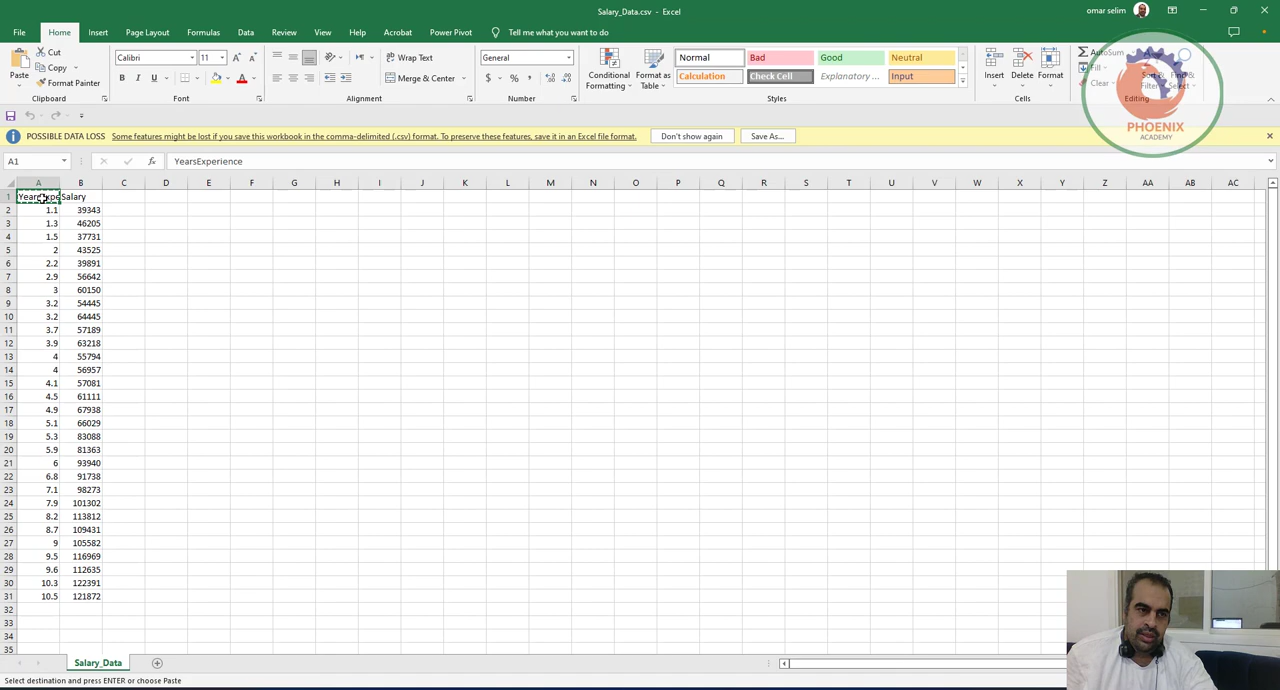 Salary_Data.csv - Excel
omar selim
File Home Insert Page Layout Formulas Data Review View Help Acrobat Power Pivot Tell me what you want to do
Paste
Cut
Copy
Format Painter
Clipboard
Calibri 11
B I U
Font
Wrap Text
Merge & Center
Alignment
General
Number
Conditional Formatting
Format as Table
Normal Bad Good Neutral
Calculation Check Cell Explanatory ... Input
Styles
Insert Delete Format
Cells
AutoSum
Fill
Clear
Sort & Filter
Find & Select
Editing
PHOENIX
ACADEMY
POSSIBLE DATA LOSS Some features might be lost if you save this workbook in the comma-delimited (.csv) format. To preserve these features, save it in an Excel file format. Don't show again Save As...
A1 fx YearsExperience
A B C D E F G H I J K L M N O P Q R S T U V W X Y Z AA AB AC
1 YearsExpe Salary
2 1.1 39343
3 1.3 46205
4 1.5 37731
5 2 43525
6 2.2 39891
7 2.9 56642
8 3 60150
9 3.2 54445
10 3.2 64445
11 3.7 57189
12 3.9 63218
13 4 55794
14 4 56957
15 4.1 57081
16 4.5 61111
17 4.9 67938
18 5.1 66029
19 5.3 83088
20 5.9 81363
21 6 93940
22 6.8 91738
23 7.1 98273
24 7.9 101302
25 8.2 113812
26 8.7 109431
27 9 105582
28 9.5 116969
29 9.6 112635
30 10.3 122391
31 10.5 121872
32
33
34
35
Salary_Data
Select destination and press ENTER or choose Paste